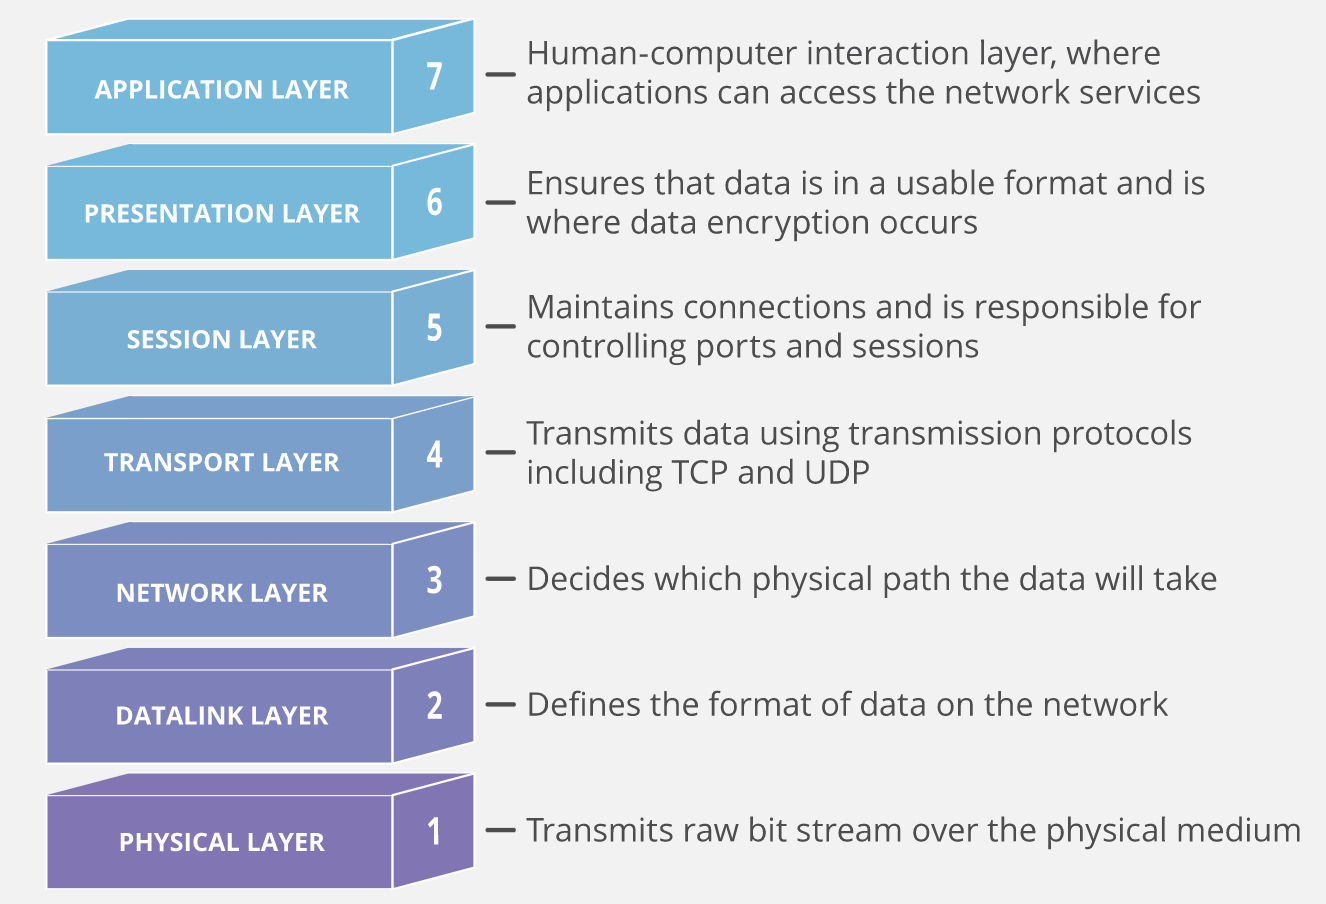 APPLICATION LAYER
7
Human-computer interaction layer, where
applications can access the network services
PRESENTATION LAYER
6
Ensures that data is in a usable format and is
where data encryption occurs
SESSION LAYER
5
Maintains connections and is responsible for
controlling ports and sessions
TRANSPORT LAYER
4
Transmits data using transmission protocols
including TCP and UDP
NETWORK LAYER
3
Decides which physical path the data will take
DATALINK LAYER
2
Defines the format of data on the network
PHYSICAL LAYER
1
Transmits raw bit stream over the physical medium